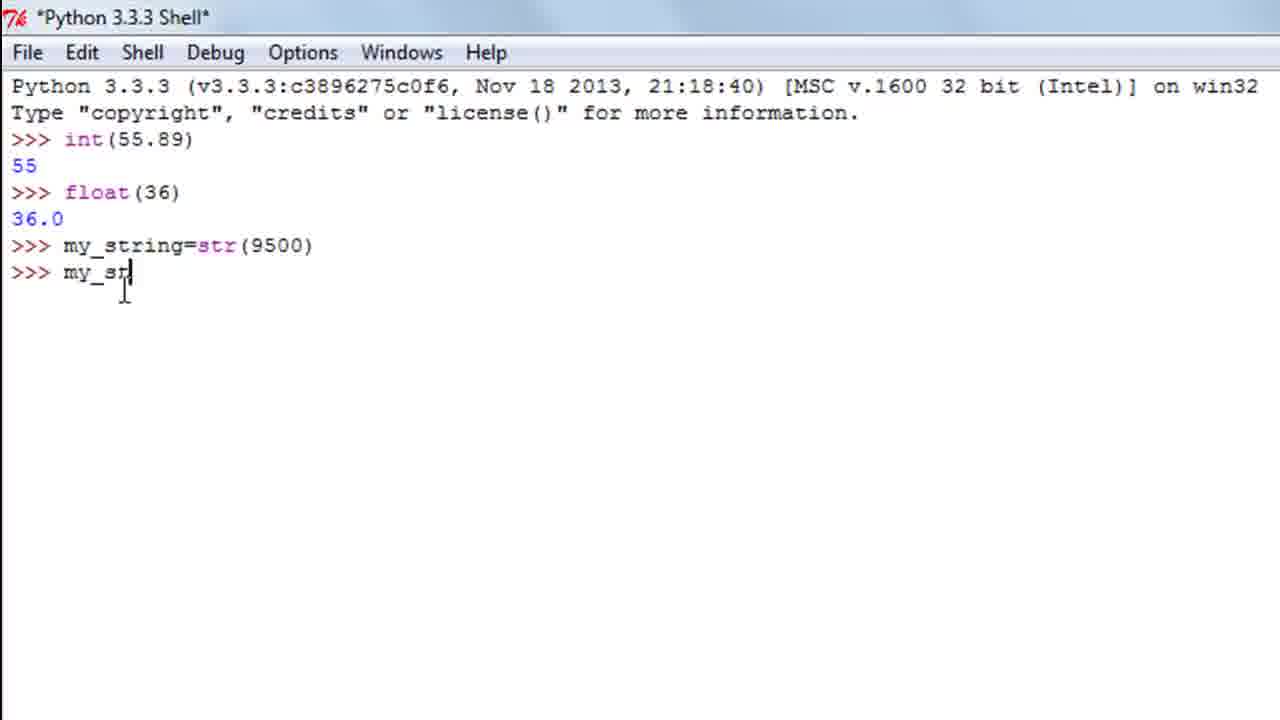 *Python 3.3.3 Shell*
File Edit Shell Debug Options Windows Help
Python 3.3.3 (v3.3.3:c3896275c0f6, Nov 18 2013, 21:18:40) [MSC v.1600 32 bit (Intel)] on win32
Type "copyright", "credits" or "license()" for more information.
>>> int(55.89)
55
>>> float(36)
36.0
>>> my_string=str(9500)
>>> my_str